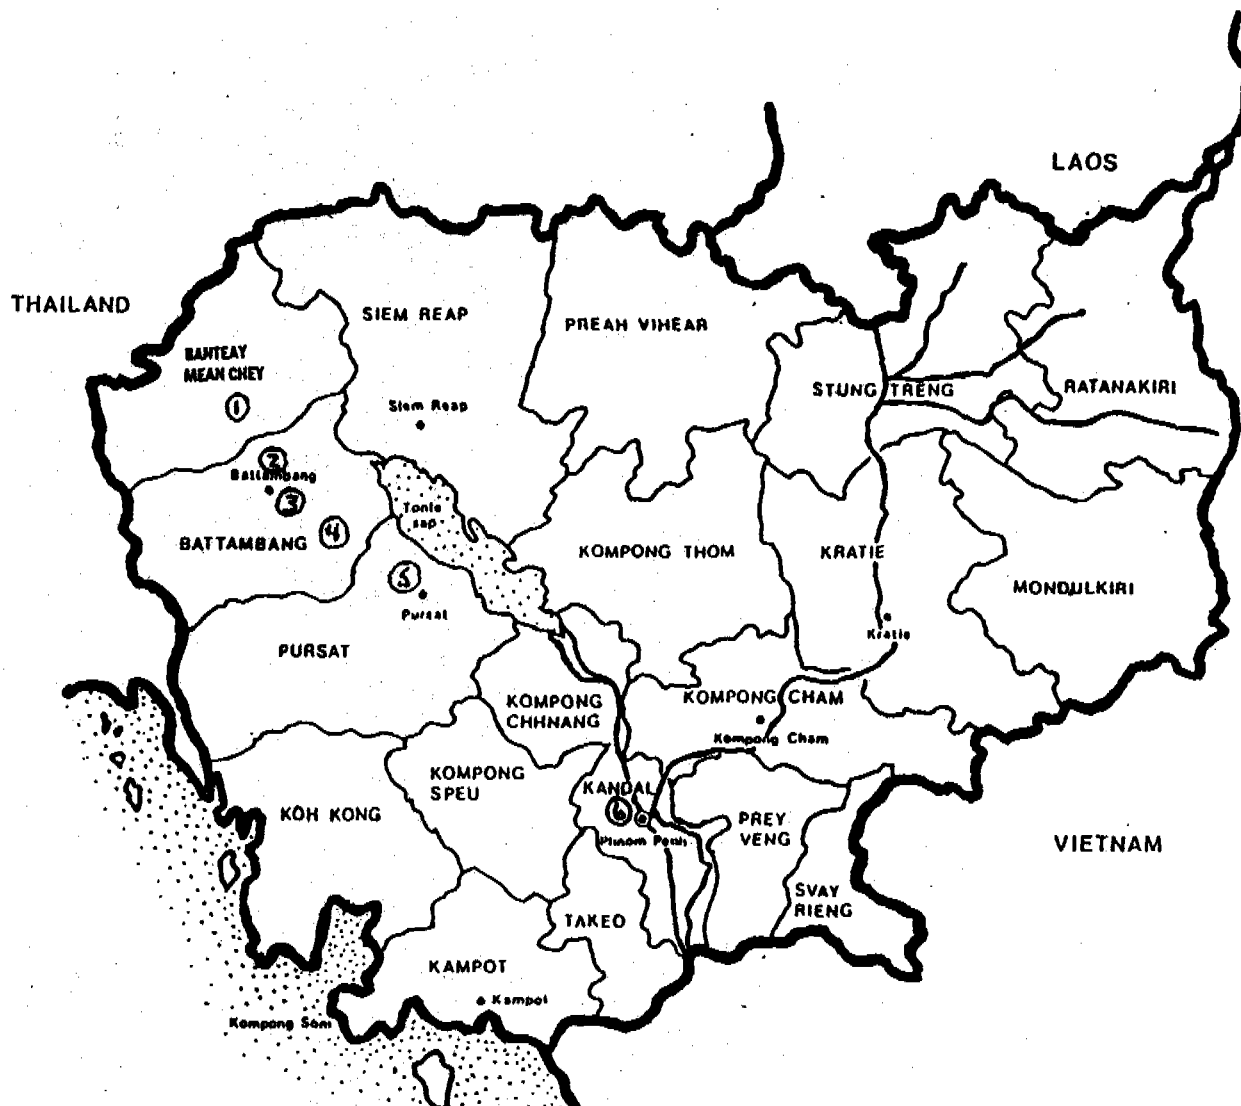 LAOS
THAILAND
SIEM REAP
PREAH VIHEAR
BANTEAY
MEAN CHEY
1
STUNG TRENG
RATANAKIRI
Siem Reap
2
Battambang
3
Tonle
sap
4
BATTAMBANG
KOMPONG THOM
KRATIE
5
MONDULKIRI
Pursat
Kratie
PURSAT
KOMPONG
CHHNANG
KOMPONG CHAM
Kompong Cham
KOMPONG
SPEU
KANDAL
6
KOH KONG
PREY
VENG
Phnom Penh
VIETNAM
SVAY
RIENG
TAKEO
KAMPOT
Kampot
Kompong Som